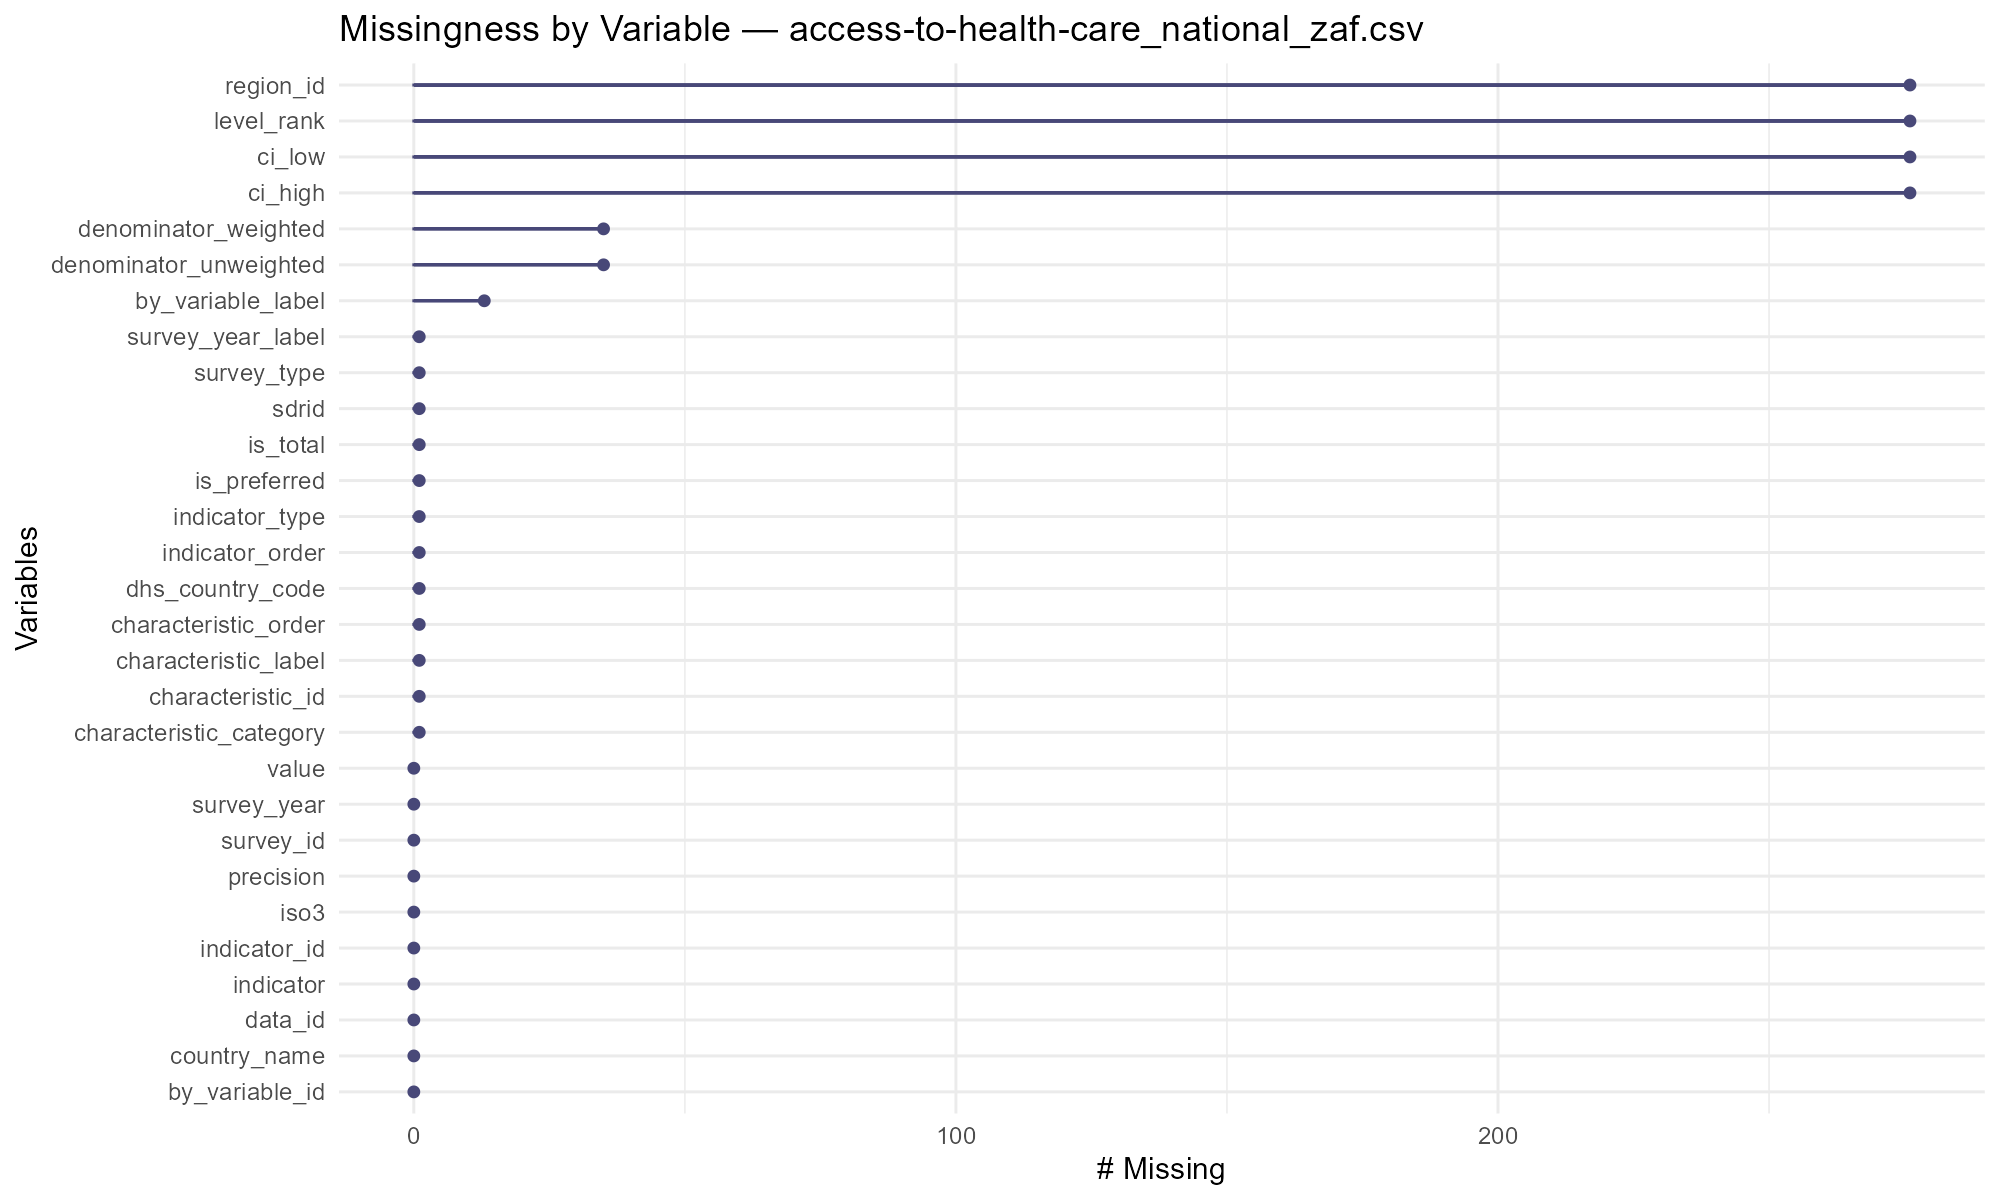 Missingness by Variable — access-to-health-care_national_zaf.csv
region_id
level_rank
ci_low
ci_high
denominator_weighted
denominator_unweighted
by_variable_label
survey_year_label
survey_type
sdrid
is_total
is_preferred
indicator_type
indicator_order
dhs_country_code
characteristic_order
characteristic_label
characteristic_id
characteristic_category
value
survey_year
survey_id
precision
iso3
indicator_id
indicator
data_id
country_name
by_variable_id
Variables
0 100 200
# Missing